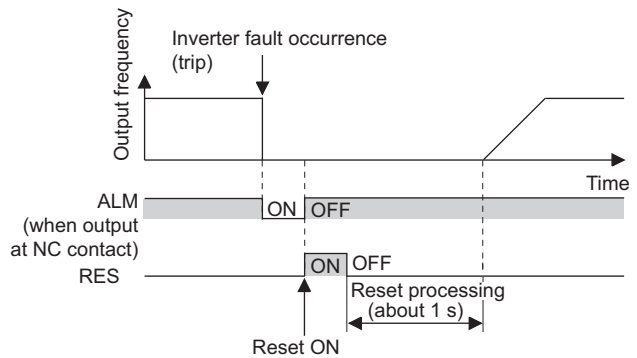 Inverter fault occurrence
(trip)
Output frequency
Time
ALM
(when output
at NC contact)
ON
OFF
RES
ON
OFF
Reset processing
(about 1 s)
Reset ON